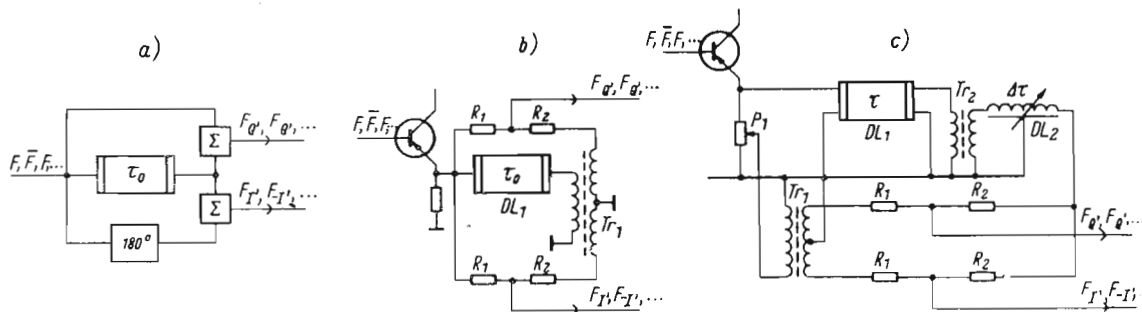 a)
F, F̄, F,...
τ₀
Σ
Σ
180°
F_Q', F_Q', ...
F_I', F_-I', ...
b)
F, F̄, F,...
R₁
R₂
F_Q', F_Q', ...
τ₀
DL₁
Tr₁
R₁
R₂
F_I', F_-I', ...
c)
F, F̄, F,...
P₁
τ
DL₁
Tr₂
Δτ
DL₂
Tr₁
R₁
R₂
F_Q', F_Q', ...
R₁
R₂
F_I', F_-I',